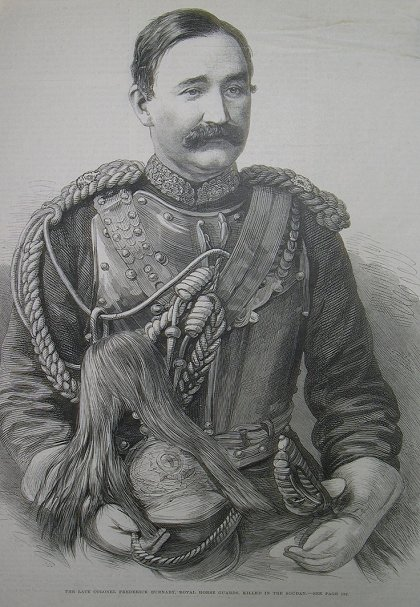 THE LATE COLONEL FREDERICK BURNABY, ROYAL HORSE GUARDS, KILLED IN THE SOUDAN.—SEE PAGE